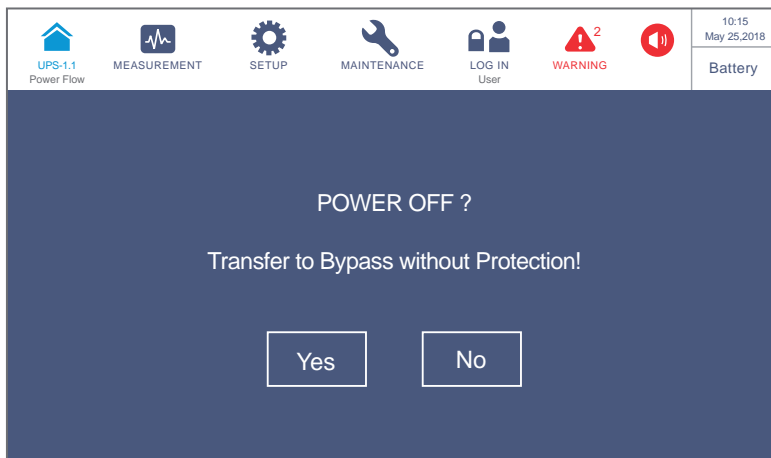 UPS-1.1
Power Flow
MEASUREMENT
SETUP
MAINTENANCE
LOG IN
User
WARNING
2
10:15
May 25,2018
Battery
POWER OFF ?
Transfer to Bypass without Protection!
Yes
No